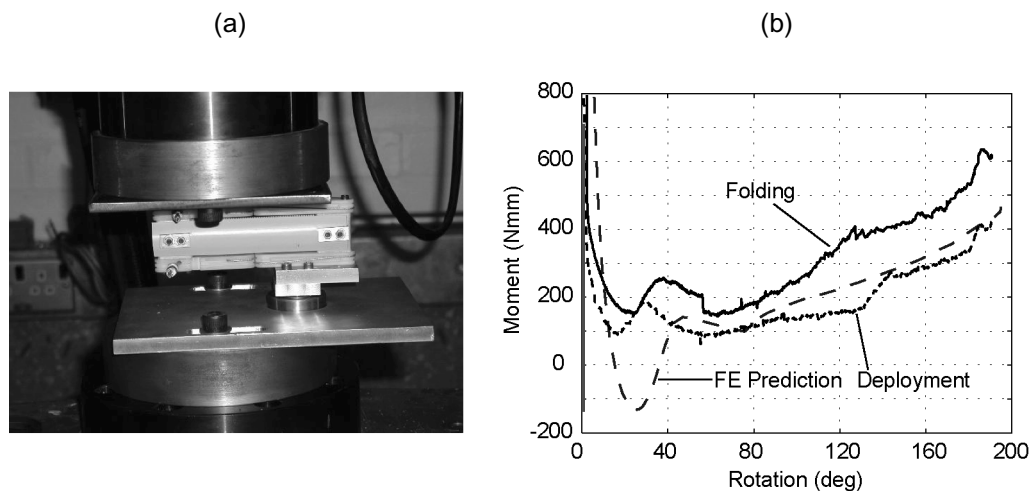 (a)
(b)
800
600
400
200
0
-200
Moment (Nmm)
Folding
FE Prediction
Deployment
0
40
80
120
160
200
Rotation (deg)